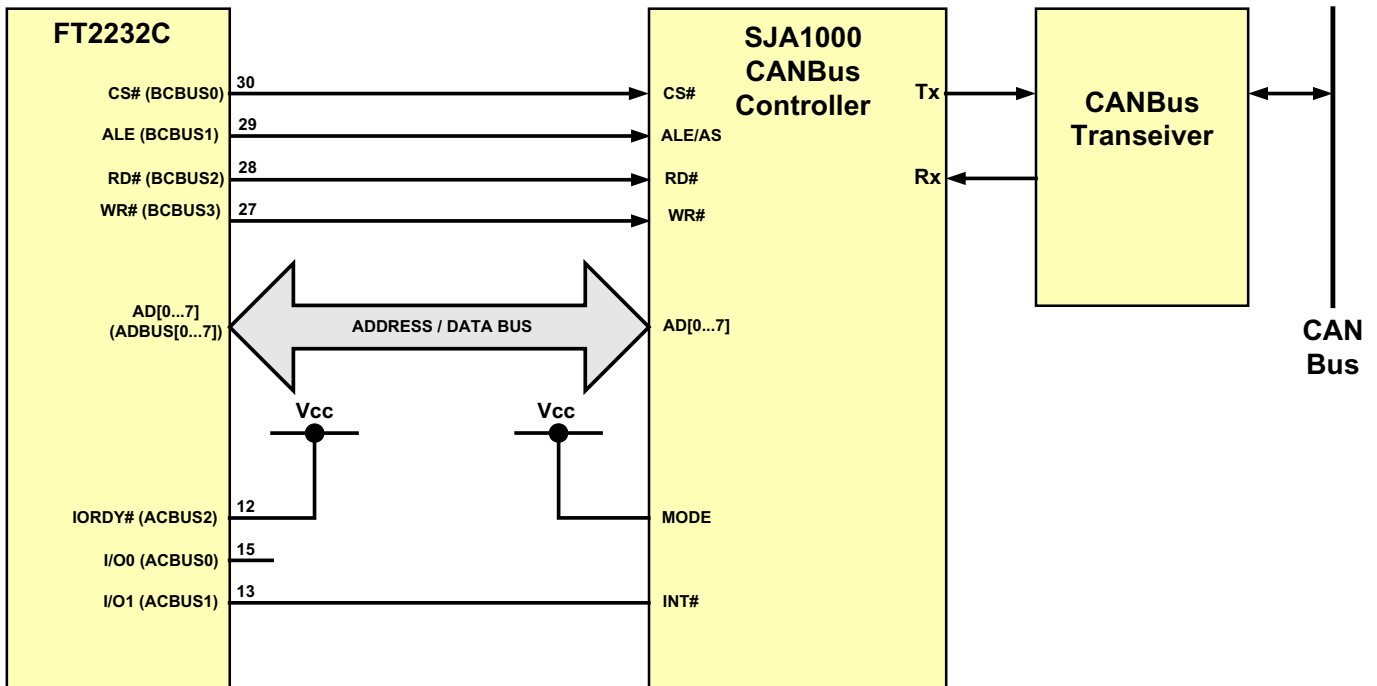 FT2232C
CS# (BCBUS0)
30
ALE (BCBUS1)
29
RD# (BCBUS2)
28
WR# (BCBUS3)
27
AD[0...7]
(ADBUS[0...7])
ADDRESS / DATA BUS
Vcc
Vcc
IORDY# (ACBUS2)
12
I/O0 (ACBUS0)
15
I/O1 (ACBUS1)
13
SJA1000
CANBus
Controller
CS#
ALE/AS
RD#
WR#
AD[0...7]
MODE
INT#
Tx
Rx
CANBus
Transeiver
CAN
Bus